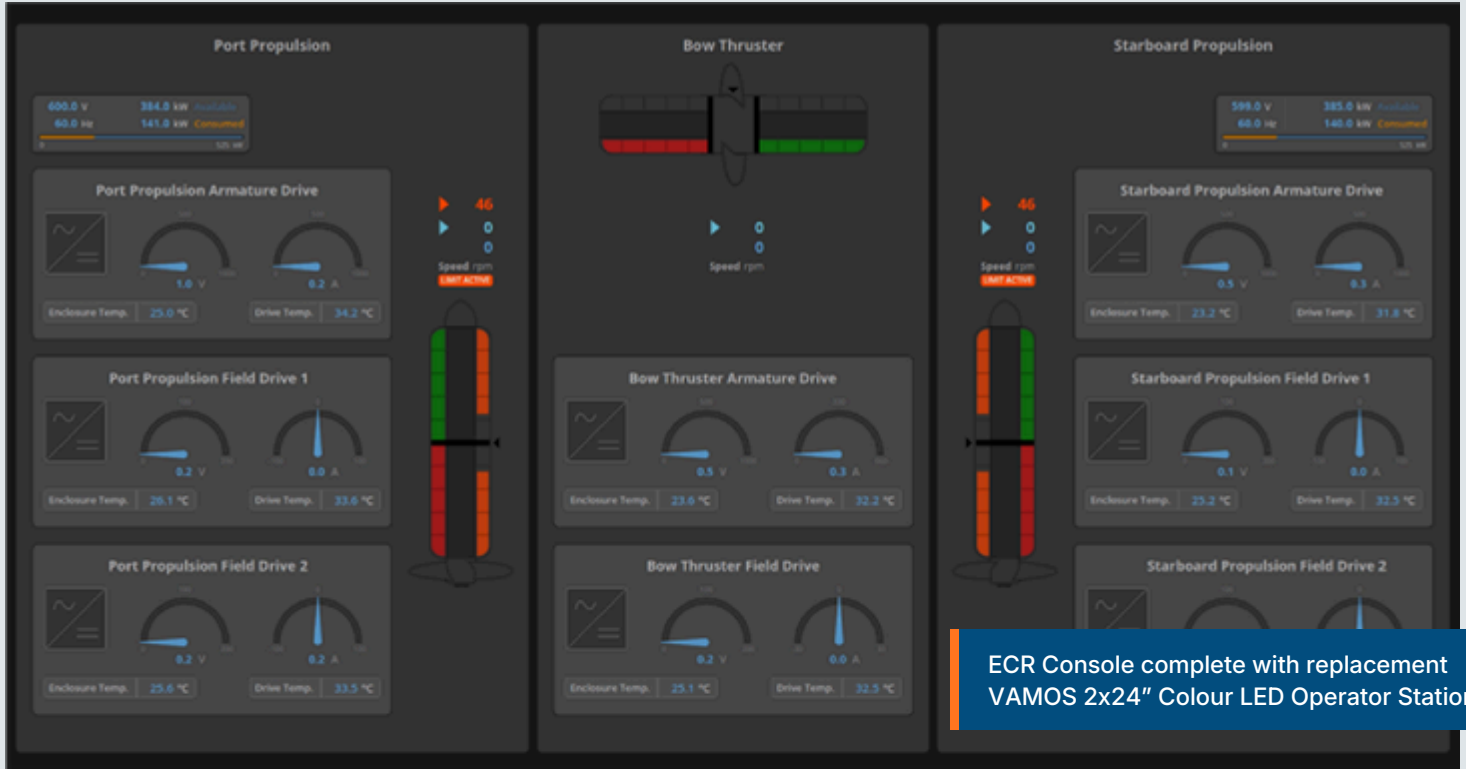 Port Propulsion
600.0 V 384.0 kW Available
60.0 Hz 141.0 kW Consumed
0 525 kW
Port Propulsion Armature Drive
1.0 V 0.2 A
Enclosure Temp. 25.0 °C Drive Temp. 34.2 °C
Port Propulsion Field Drive 1
0.2 V 0.0 A
Enclosure Temp. 26.1 °C Drive Temp. 33.6 °C
Port Propulsion Field Drive 2
0.2 V 0.2 A
Enclosure Temp. 25.6 °C Drive Temp. 33.5 °C
46
0
0
Speed rpm
LIMIT ACTIVE
Bow Thruster
0
0
Speed rpm
Bow Thruster Armature Drive
0.5 V 0.3 A
Enclosure Temp. 23.6 °C Drive Temp. 32.2 °C
Bow Thruster Field Drive
0.2 V 0.0 A
Enclosure Temp. 25.1 °C Drive Temp. 32.5 °C
Starboard Propulsion
599.0 V 385.0 kW Available
60.0 Hz 140.0 kW Consumed
0 525 kW
46
0
0
Speed rpm
LIMIT ACTIVE
Starboard Propulsion Armature Drive
0.5 V 0.3 A
Enclosure Temp. 23.2 °C Drive Temp. 31.8 °C
Starboard Propulsion Field Drive 1
0.1 V 0.0 A
Enclosure Temp. 25.2 °C Drive Temp. 32.5 °C
Starboard Propulsion Field Drive 2
ECR Console complete with replacement
VAMOS 2x24” Colour LED Operator Station